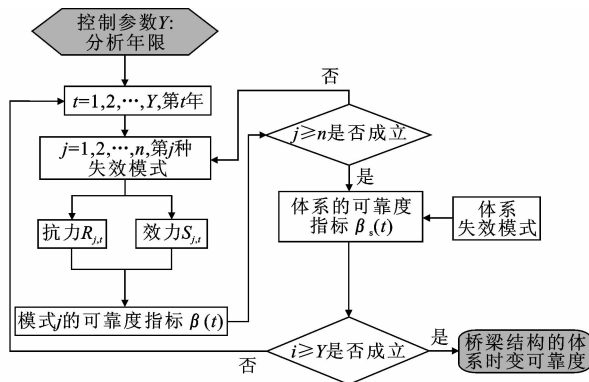 控制参数Y:
分析年限
t=1,2,…,Y,第t年
j=1,2,…,n,第j种
失效模式
抗力R_{j,t}
效力S_{j,t}
模式j的可靠度指标 β(t)
否
j≥n是否成立
是
体系的可靠度
指标 β_s(t)
体系
失效模式
i≥Y是否成立
否
是
桥梁结构的体
系时变可靠度